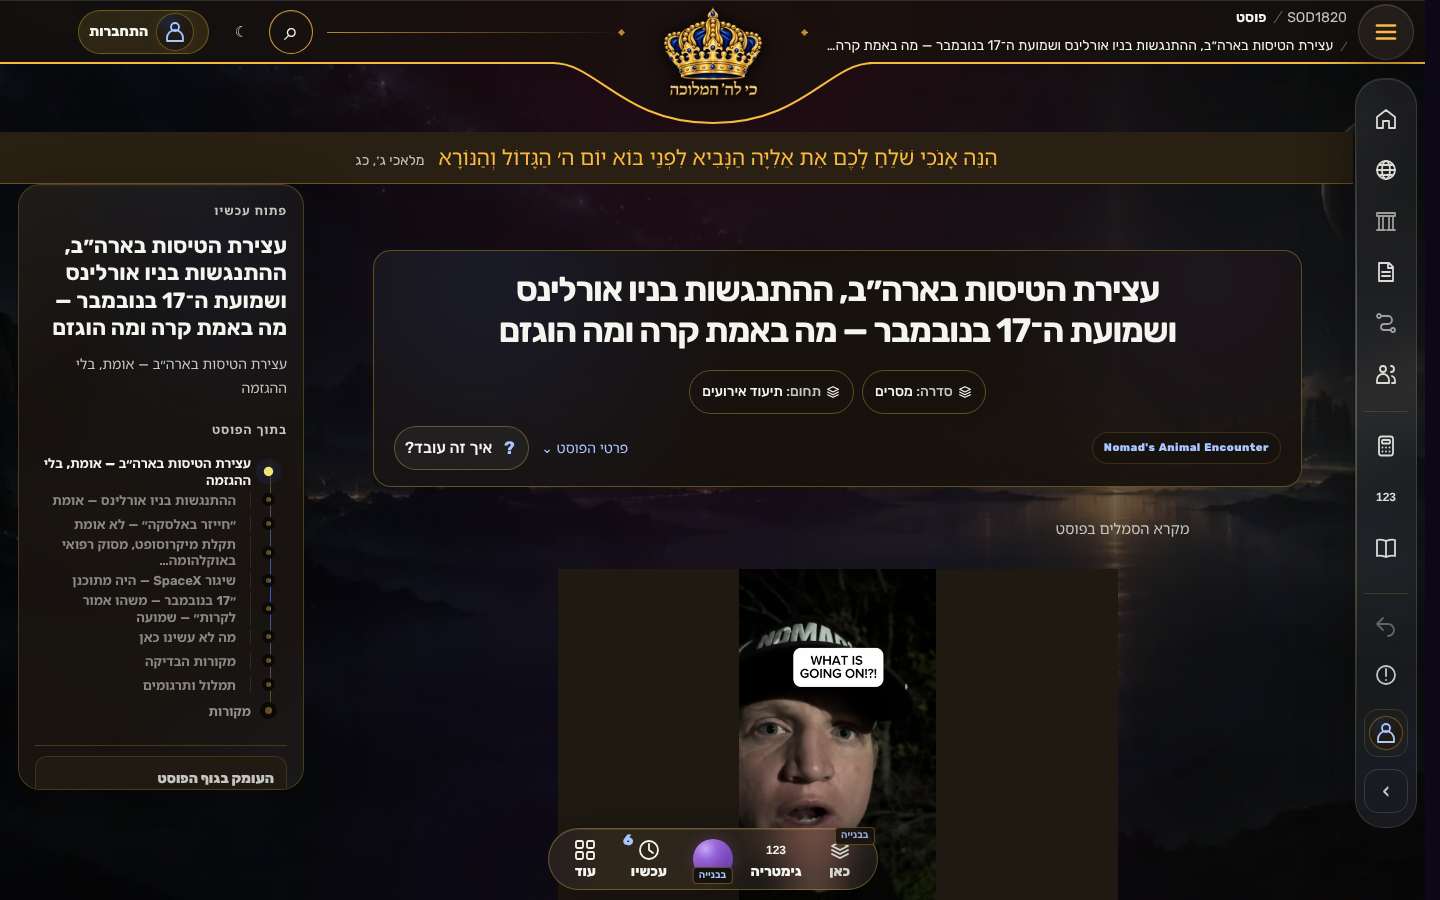 SOD1820 / פוסט
/ עצירת הטיסות בארה״ב, ההתנגשות בניו אורלינס ושמועת ה־17 בנובמבר — מה באמת קרה...
התחברות
כי לה' המלוכה
הִנֵּה אָנֹכִי שֹׁלֵחַ לָכֶם אֵת אֵלִיָּה הַנָּבִיא לִפְנֵי בּוֹא יוֹם ה׳ הַגָּדוֹל וְהַנּוֹרָא מלאכי ג׳, כג
עצירת הטיסות בארה״ב, ההתנגשות בניו אורלינס
ושמועת ה־17 בנובמבר — מה באמת קרה ומה הוגזם
סדרה: מסרים
תחום: תיעוד אירועים
Nomad's Animal Encounter
פרטי הפוסט
? איך זה עובד?
מקרא הסמלים בפוסט
NOMAD
WHAT IS
GOING ON!?!
פתוח עכשיו
עצירת הטיסות בארה״ב,
ההתנגשות בניו אורלינס
ושמועת ה־17 בנובמבר —
מה באמת קרה ומה הוגזם
עצירת הטיסות בארה״ב — אומת, בלי
ההגזמה
בתוך הפוסט
עצירת הטיסות בארה״ב — אומת, בלי
ההגזמה
ההתנגשות בניו אורלינס — אומת
״חייזר באלסקה״ — לא אומת
תקלת מיקרוסופט, מסוק רפואי
באוקלהומה...
שיגור SpaceX — היה מתוכנן
״17 בנובמבר — משהו אמור
לקרות״ — שמועה
מה לא עשינו כאן
מקורות הבדיקה
תמלול ותרגומים
מקורות
העומק בגוף הפוסט
123
בבנייה
כאן
123
גימטריה
בבנייה
6
עכשיו
עוד